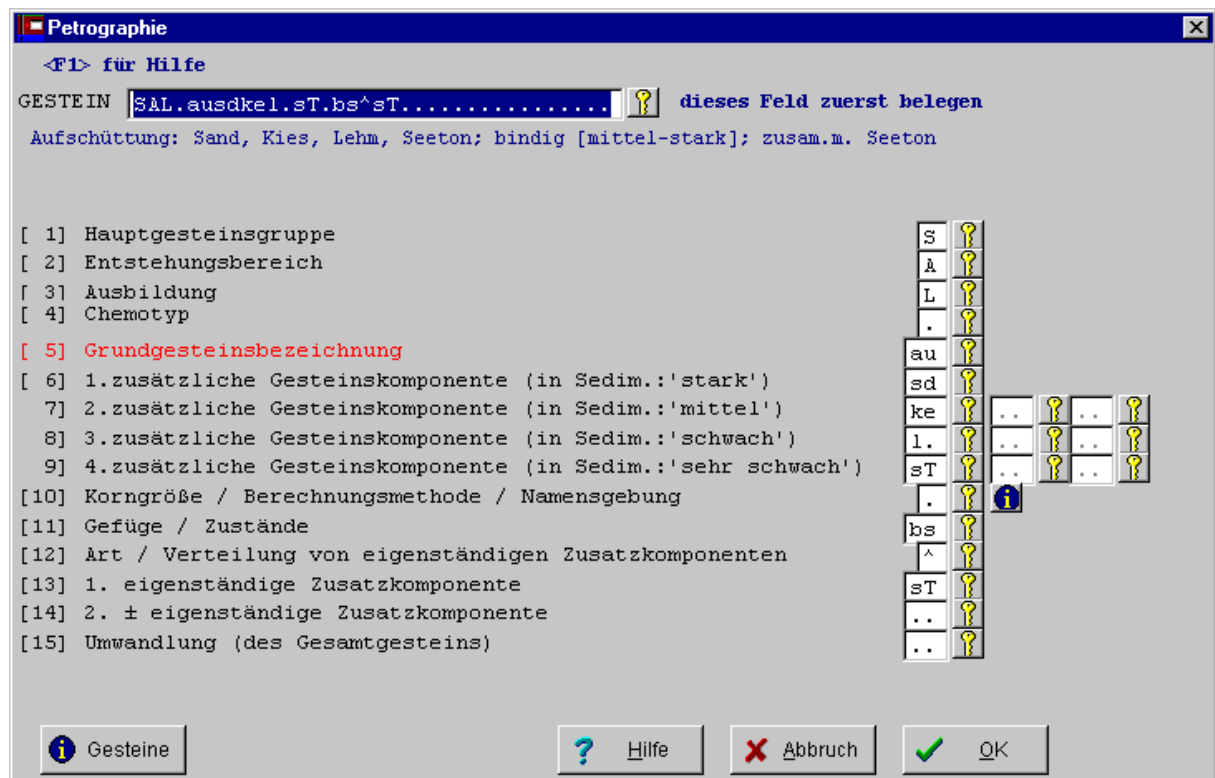 Petrographie
<F1> für Hilfe
GESTEIN SAL.ausdkel.sT.bs^sT................ dieses Feld zuerst belegen
Aufschüttung: Sand, Kies, Lehm, Seeton; bindig [mittel-stark]; zusam.m. Seeton
[ 1] Hauptgesteinsgruppe S
[ 2] Entstehungsbereich A
[ 3] Ausbildung L
[ 4] Chemotyp .
[ 5] Grundgesteinsbezeichnung au
[ 6] 1.zusätzliche Gesteinskomponente (in Sedim.:'stark') sd
7] 2.zusätzliche Gesteinskomponente (in Sedim.:'mittel') ke .. ..
8] 3.zusätzliche Gesteinskomponente (in Sedim.:'schwach') l. .. ..
9] 4.zusätzliche Gesteinskomponente (in Sedim.:'sehr schwach') sT .. ..
[10] Korngröße / Berechnungsmethode / Namensgebung .
[11] Gefüge / Zustände bs
[12] Art / Verteilung von eigenständigen Zusatzkomponenten ^
[13] 1. eigenständige Zusatzkomponente sT
[14] 2. ± eigenständige Zusatzkomponente ..
[15] Umwandlung (des Gesamtgesteins) ..
Gesteine Hilfe Abbruch OK